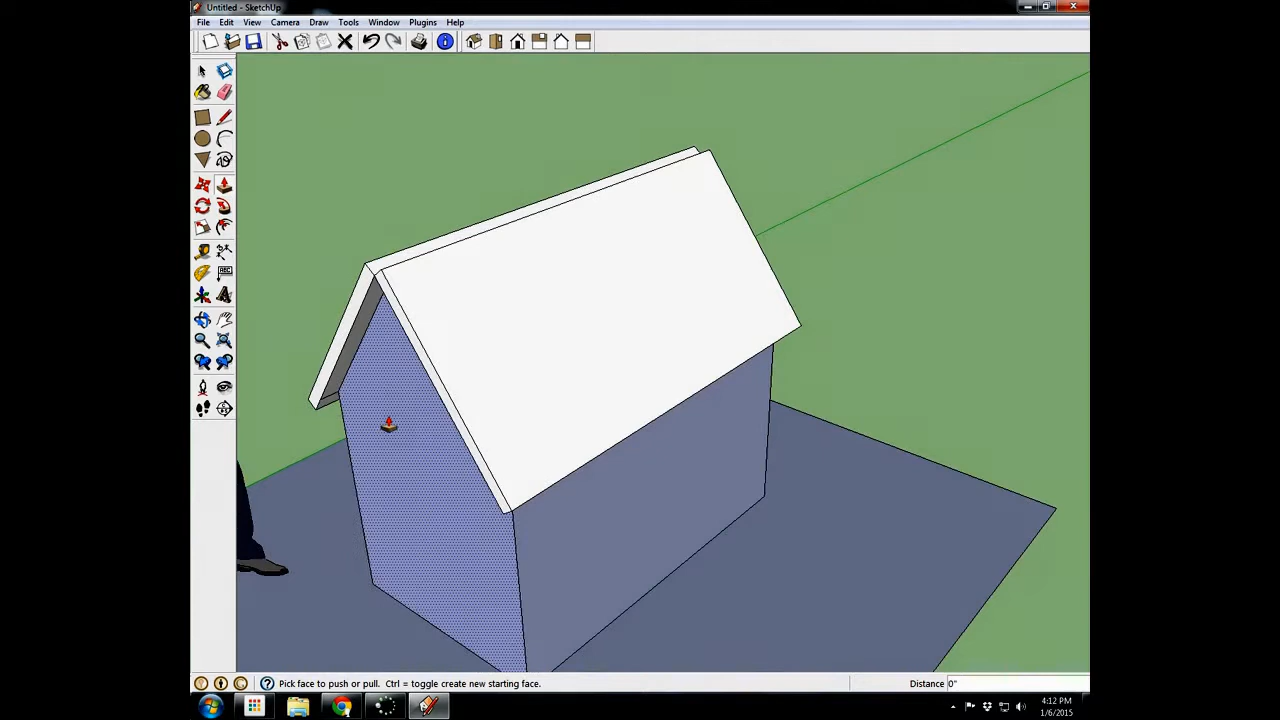 Untitled - SketchUp
File Edit View Camera Draw Tools Window Plugins Help
ABC
Pick face to push or pull. Ctrl = toggle create new starting face.
Distance 0"
4:12 PM
1/6/2015